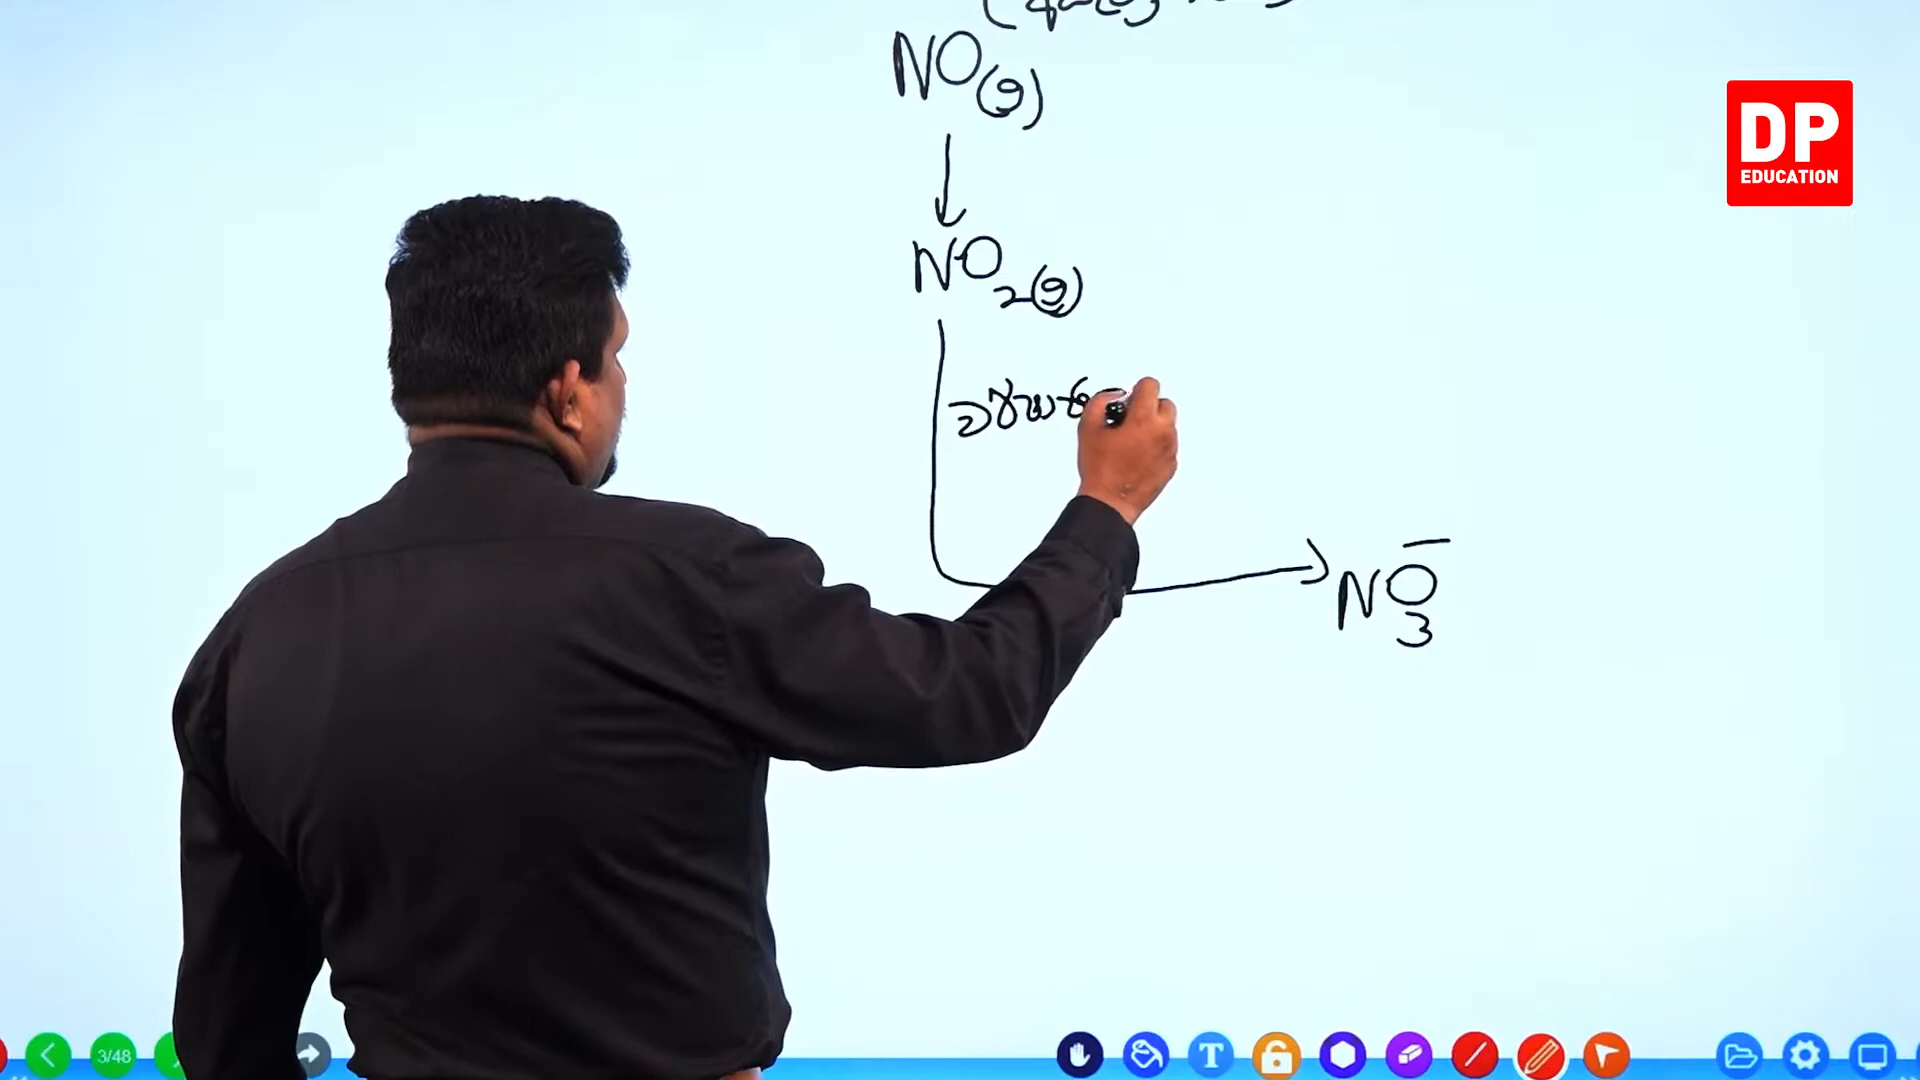 NO(g)
DP
EDUCATION
NO2(g)
NO3⁻
3/48
T